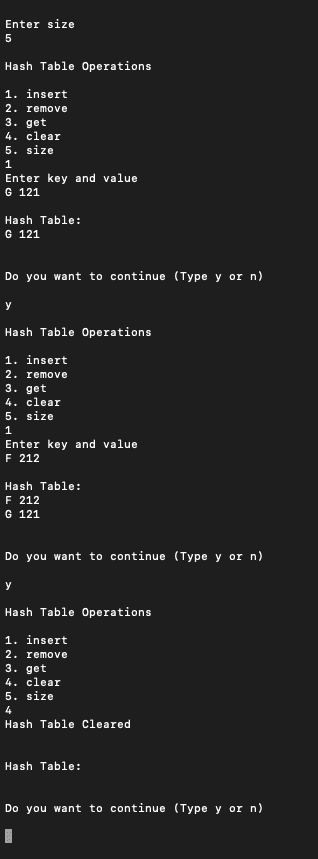 Enter size
5
Hash Table Operations
1. insert
2. remove
3. get
4. clear
5. size
1
Enter key and value
G 121
Hash Table:
G 121
Do you want to continue (Type y or n)
y
Hash Table Operations
1. insert
2. remove
3. get
4. clear
5. size
1
Enter key and value
F 212
Hash Table:
F 212
G 121
Do you want to continue (Type y or n)
y
Hash Table Operations
1. insert
2. remove
3. get
4. clear
5. size
4
Hash Table Cleared
Hash Table:
Do you want to continue (Type y or n)